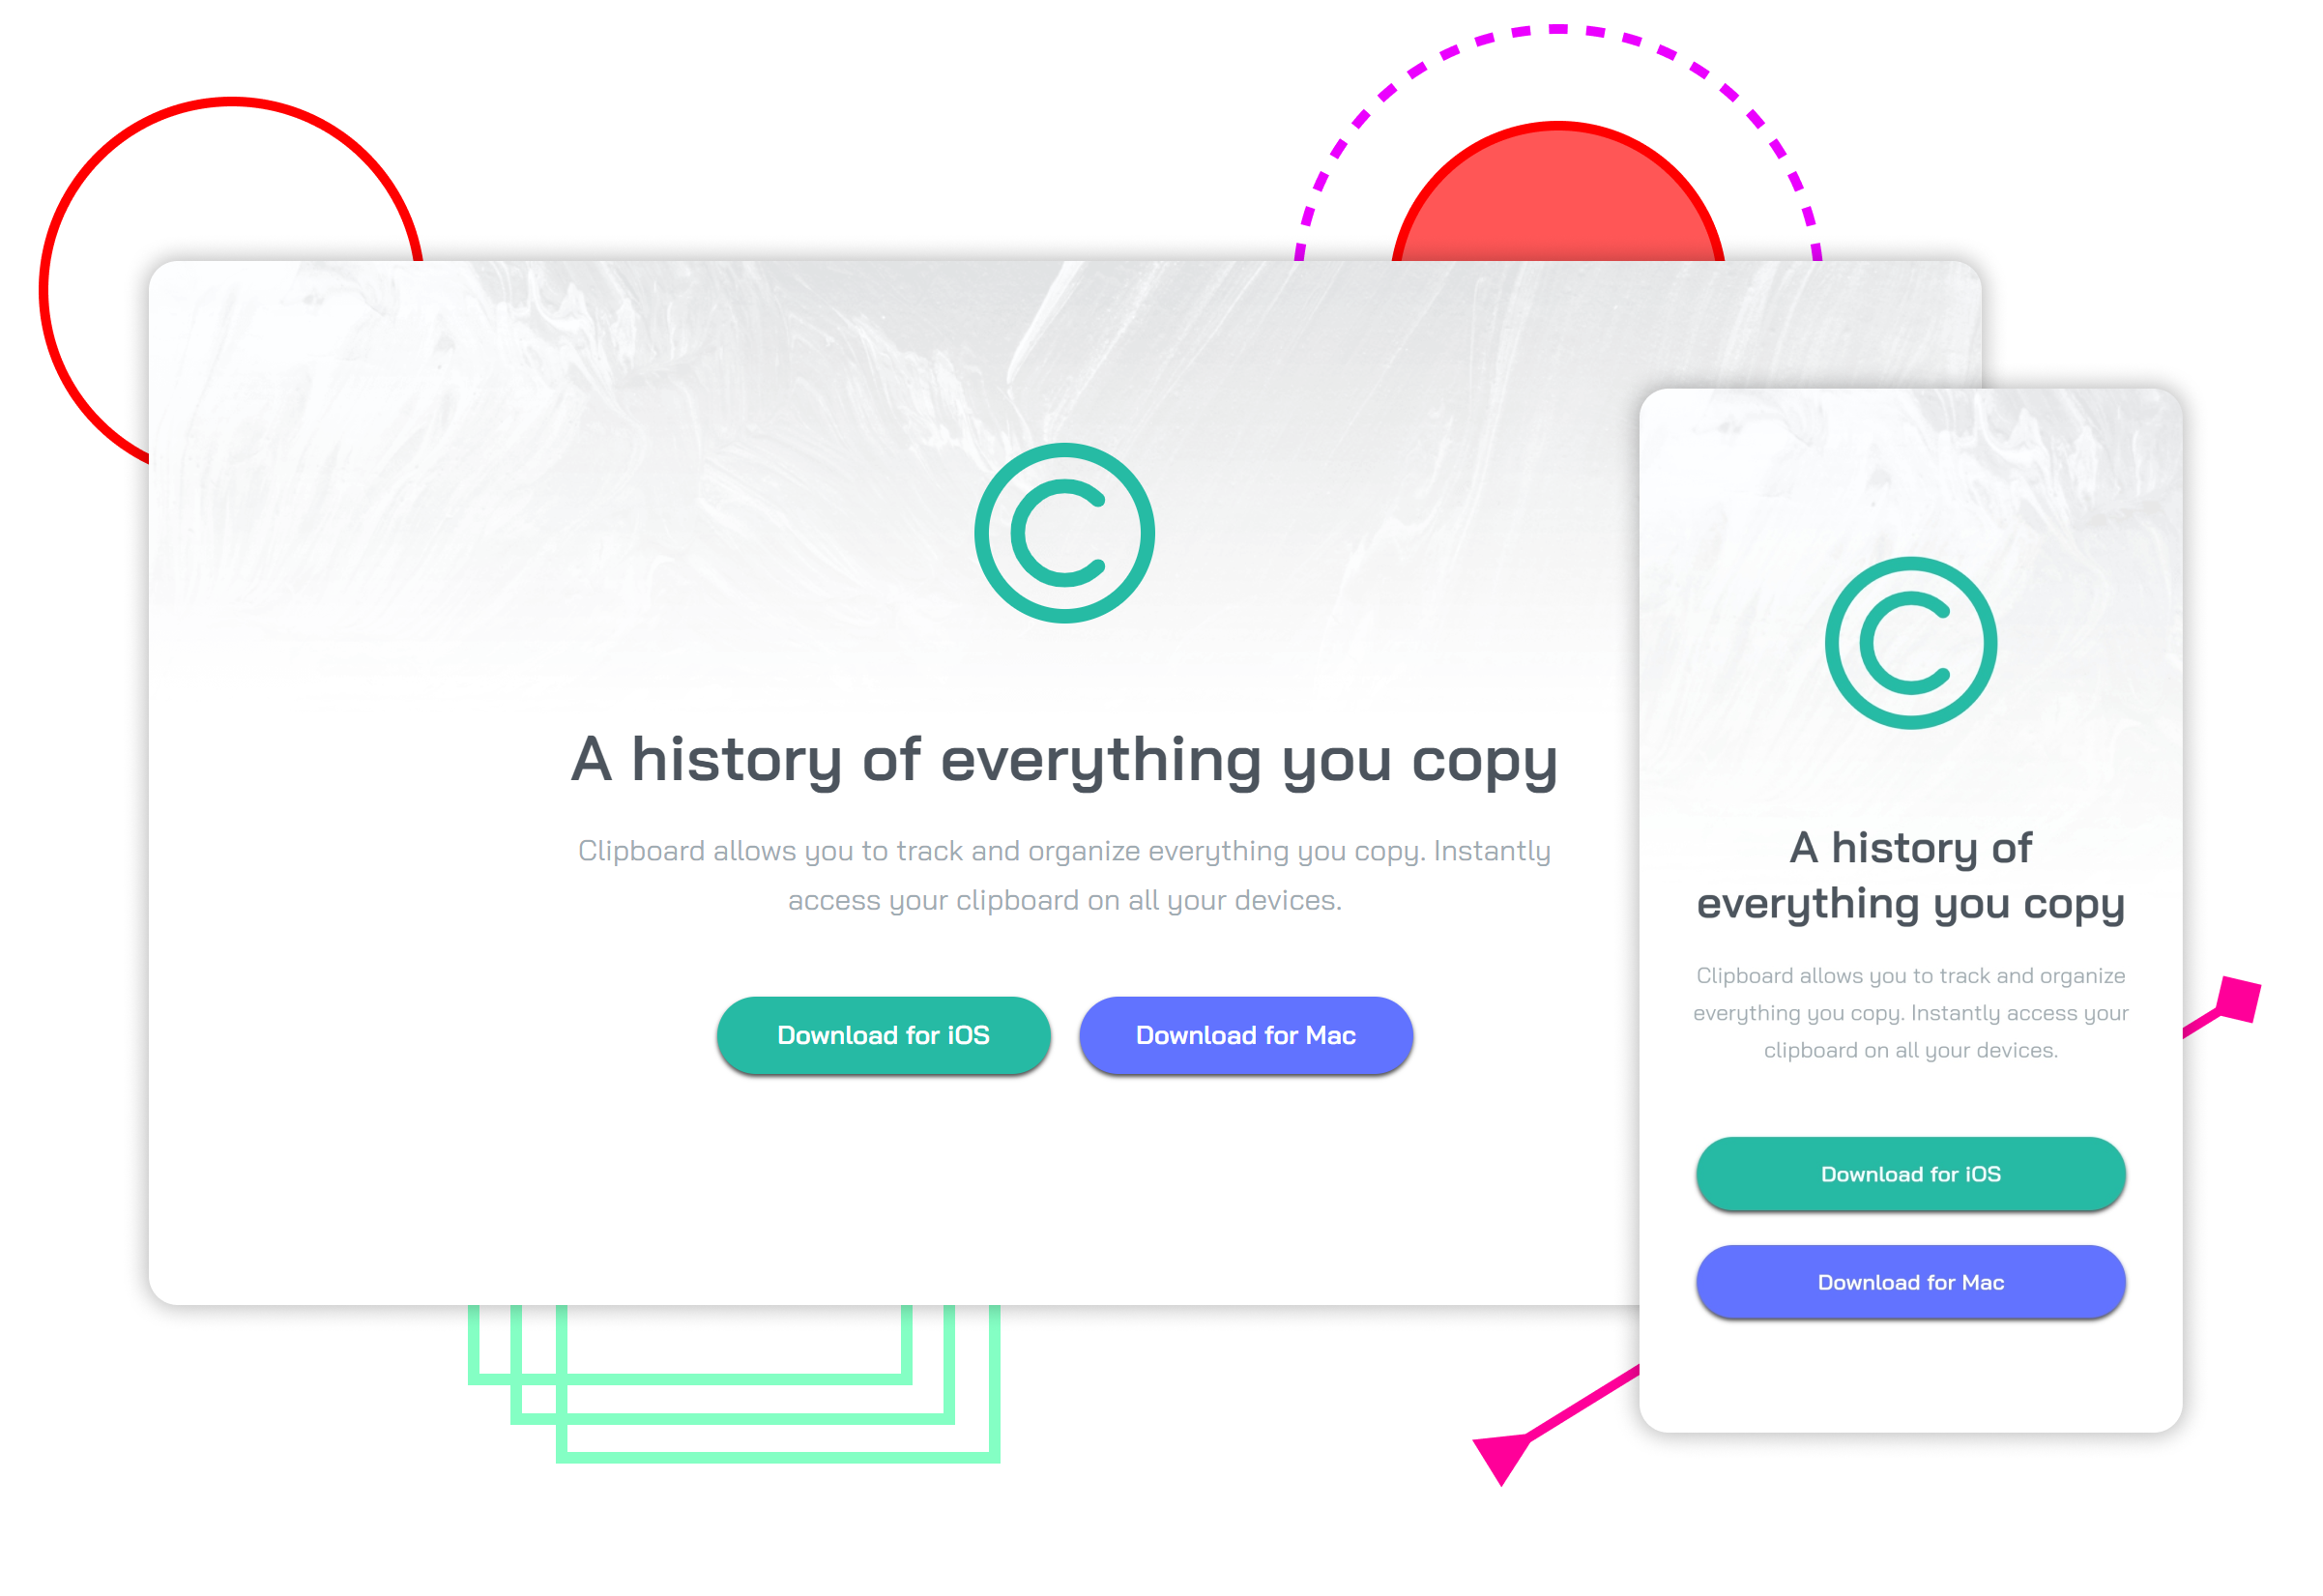 C
A history of everything you copy
Clipboard allows you to track and organize everything you copy. Instantly
access your clipboard on all your devices.
Download for iOS
Download for Mac
C
A history of
everything you copy
Clipboard allows you to track and organize
everything you copy. Instantly access your
clipboard on all your devices.
Download for iOS
Download for Mac